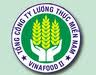 TỔNG CÔNG TY LƯƠNG THỰC MIỀN NAM
VINAFOOD II